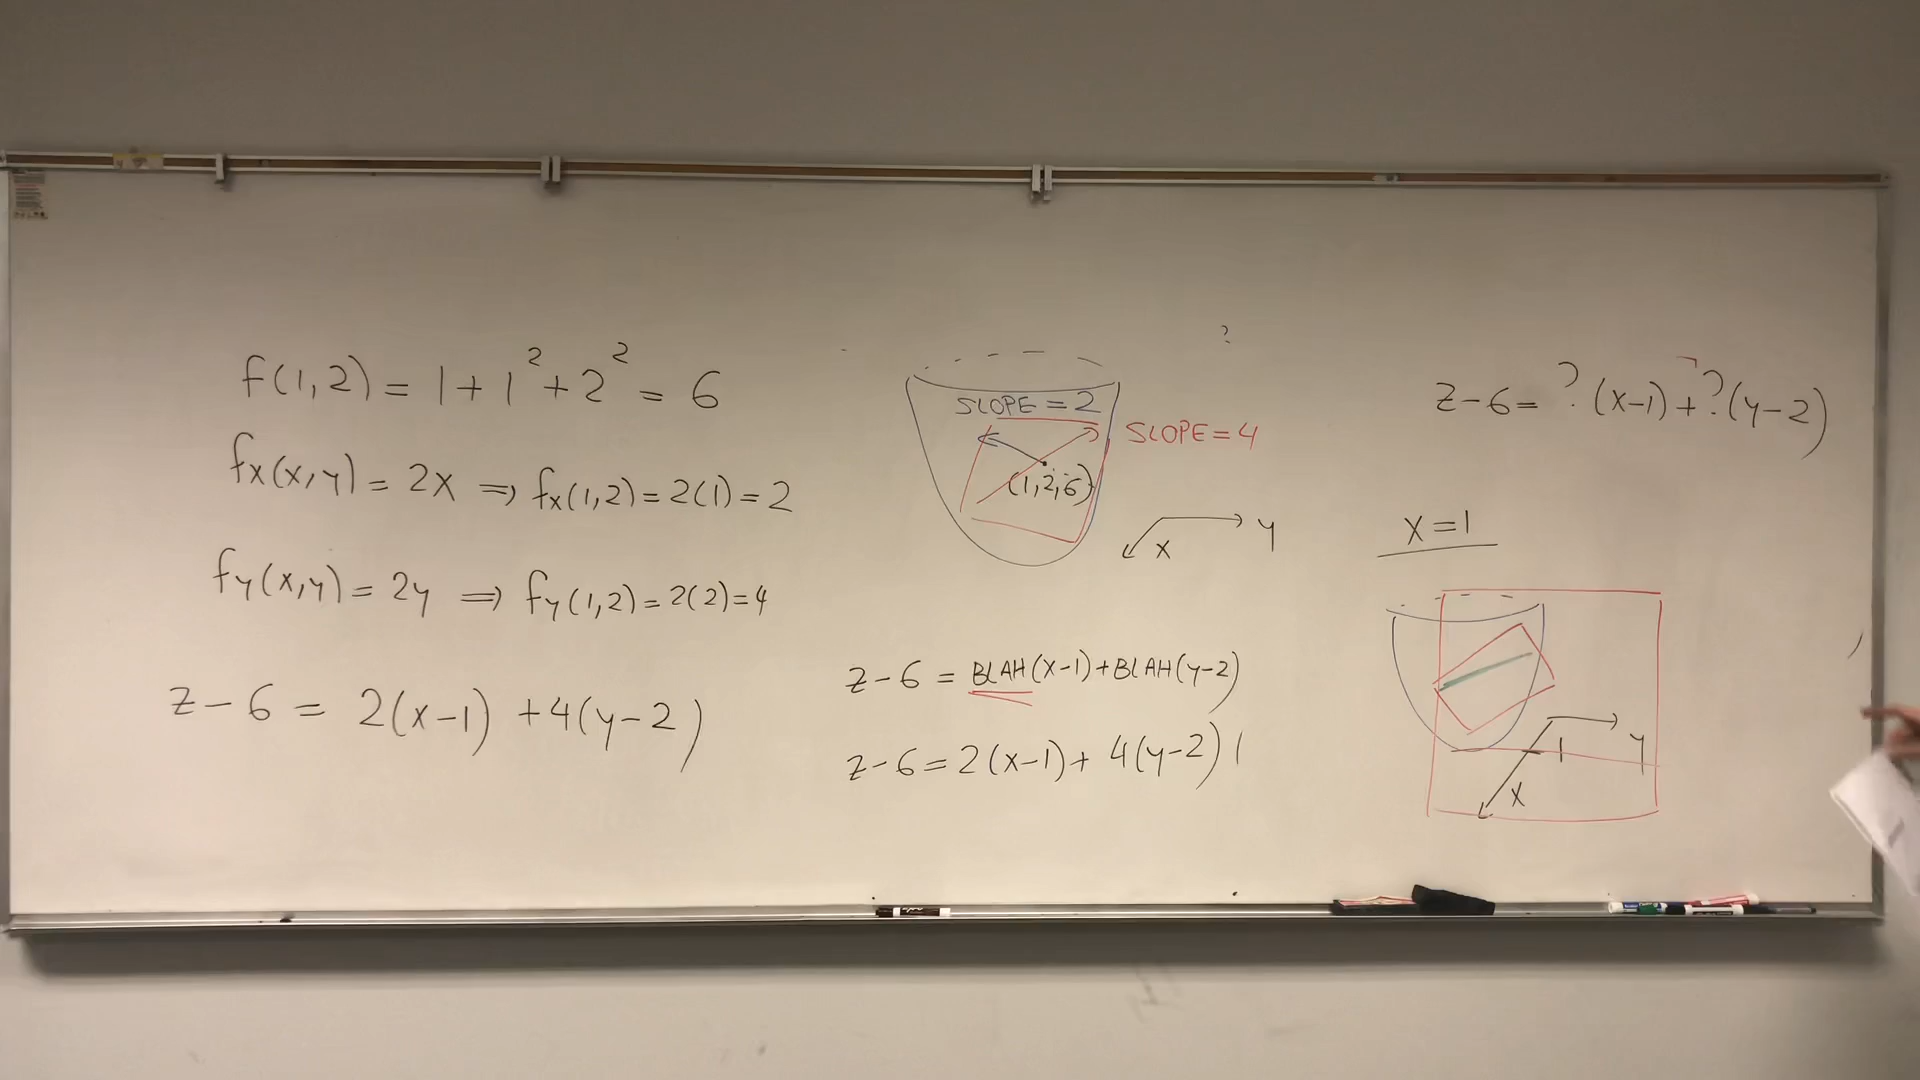 f(1,2) = 1 + 1² + 2² = 6
fx(x,y) = 2x ⇒ fx(1,2) = 2(1) = 2
fy(x,y) = 2y ⇒ fy(1,2) = 2(2) = 4
z - 6 = 2(x-1) + 4(y-2)
?
SLOPE = 2
SLOPE = 4
(1,2,6)
x
y
z - 6 = BLAH(x-1) + BLAH(y-2)
z - 6 = 2(x-1) + 4(y-2)
z - 6 = ?(x-1) + ?(y-2)
x = 1
1
y
x